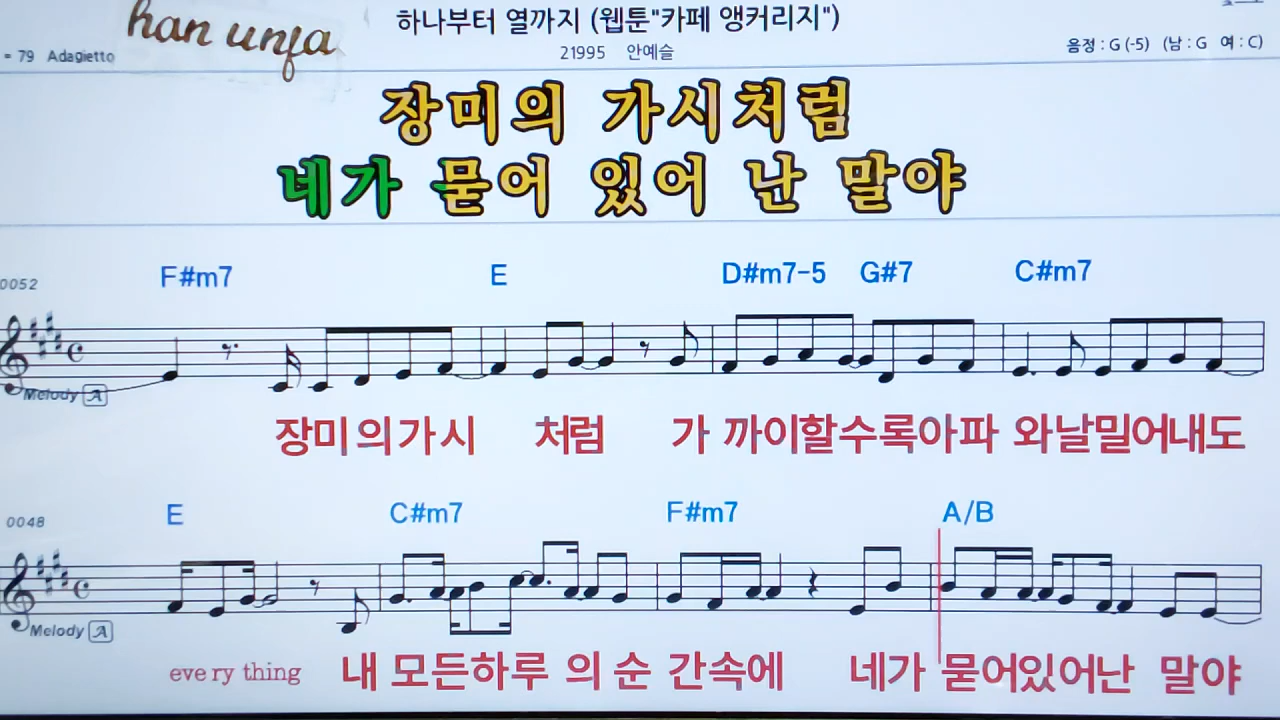 han unja
하나부터 열까지 (웹툰"카페 앵커리지")
= 79 Adagietto
21995 안예슬
음정 : G (-5) (남 : G 여 : C)
장미의 가시처럼
네가 묻어 있어 난 말야
0052
F#m7 E D#m7-5 G#7 C#m7
Melody A
장미의가시 처럼 가 까이할수록아파 와날밀어내도
0048
E C#m7 F#m7 A/B
Melody A
every thing 내 모든하루 의 순 간속에 네가 묻어있어난 말야